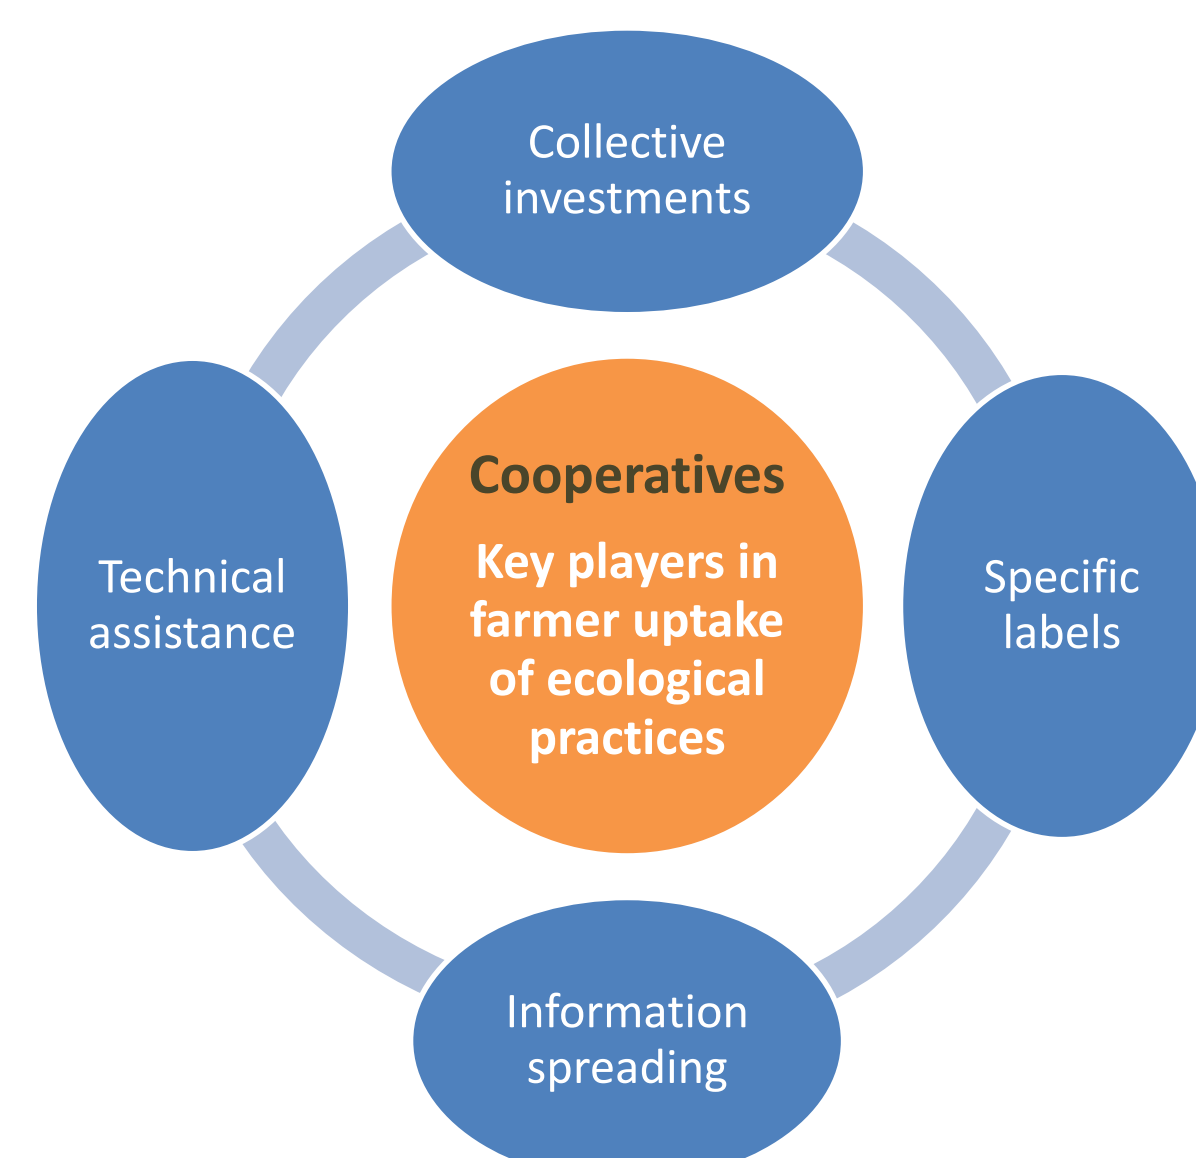 Collective
investments
Cooperatives
Key players in
farmer uptake
of ecological
practices
Technical
assistance
Specific
labels
Information
spreading